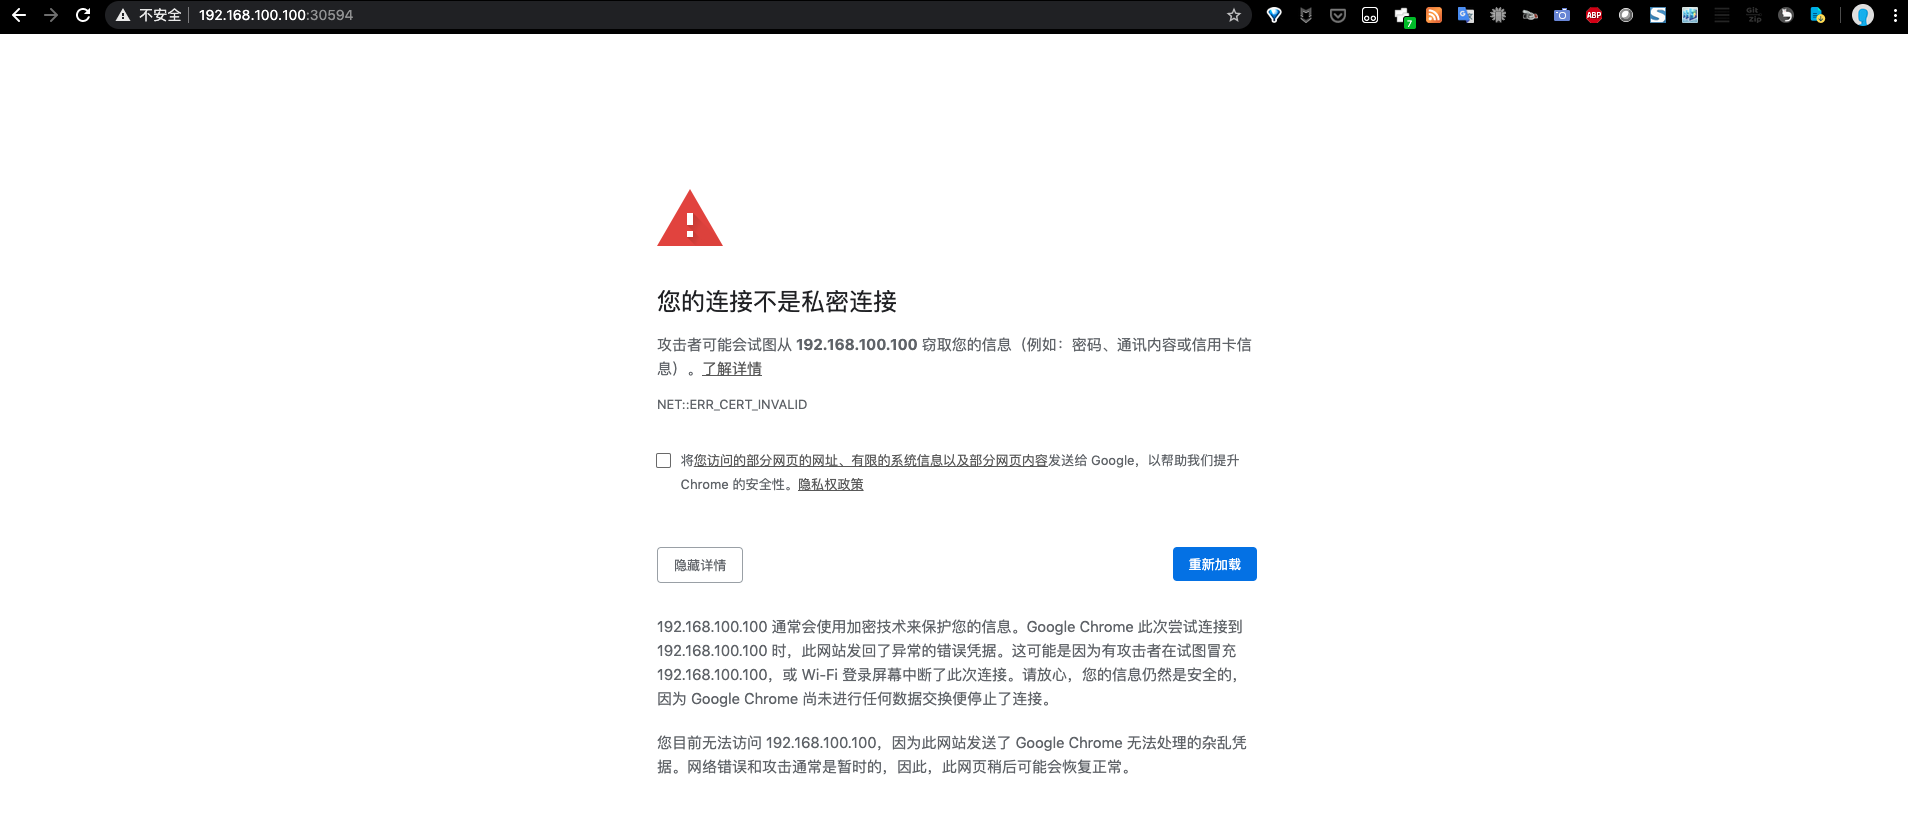 不安全 192.168.100.100:30594
7
ABP
Git
Zip
您的连接不是私密连接
攻击者可能会试图从 192.168.100.100 窃取您的信息（例如：密码、通讯内容或信用卡信
息）。了解详情
NET::ERR_CERT_INVALID
将您访问的部分网页的网址、有限的系统信息以及部分网页内容发送给 Google，以帮助我们提升
Chrome 的安全性。隐私权政策
隐藏详情
重新加载
192.168.100.100 通常会使用加密技术来保护您的信息。Google Chrome 此次尝试连接到
192.168.100.100 时，此网站发回了异常的错误凭据。这可能是因为有攻击者在试图冒充
192.168.100.100，或 Wi-Fi 登录屏幕中断了此次连接。请放心，您的信息仍然是安全的，
因为 Google Chrome 尚未进行任何数据交换便停止了连接。
您目前无法访问 192.168.100.100，因为此网站发送了 Google Chrome 无法处理的杂乱凭
据。网络错误和攻击通常是暂时的，因此，此网页稍后可能会恢复正常。